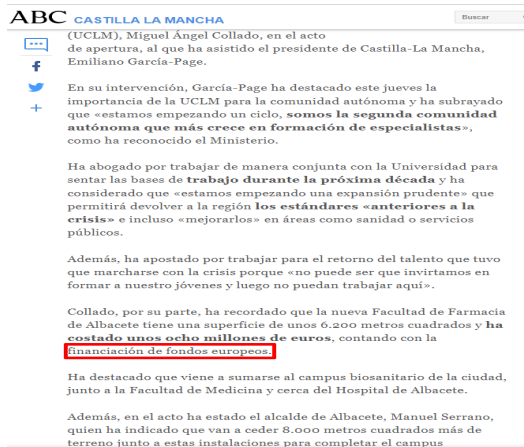 ABC CASTILLA LA MANCHA
Buscar
(UCLM), Miguel Ángel Collado, en el acto
de apertura, al que ha asistido el presidente de Castilla-La Mancha,
Emiliano García-Page.
En su intervención, García-Page ha destacado este jueves la
importancia de la UCLM para la comunidad autónoma y ha subrayado
que «estamos empezando un ciclo, somos la segunda comunidad
autónoma que más crece en formación de especialistas»,
como ha reconocido el Ministerio.
Ha abogado por trabajar de manera conjunta con la Universidad para
sentar las bases de trabajo durante la próxima década y ha
considerado que «estamos empezando una expansión prudente» que
permitirá devolver a la región los estándares «anteriores a la
crisis» e incluso «mejorarlos» en áreas como sanidad o servicios
públicos.
Además, ha apostado por trabajar para el retorno del talento que tuvo
que marcharse con la crisis porque «no puede ser que invirtamos en
formar a nuestro jóvenes y luego no puedan trabajar aquí».
Collado, por su parte, ha recordado que la nueva Facultad de Farmacia
de Albacete tiene una superficie de unos 6.200 metros cuadrados y ha
costado unos ocho millones de euros, contando con la
financiación de fondos europeos.
Ha destacado que viene a sumarse al campus biosanitario de la ciudad,
junto a la Facultad de Medicina y cerca del Hospital de Albacete.
Además, en el acto ha estado el alcalde de Albacete, Manuel Serrano,
quien ha indicado que van a ceder 8.000 metros cuadrados más de
terreno junto a estas instalaciones para completar el campus